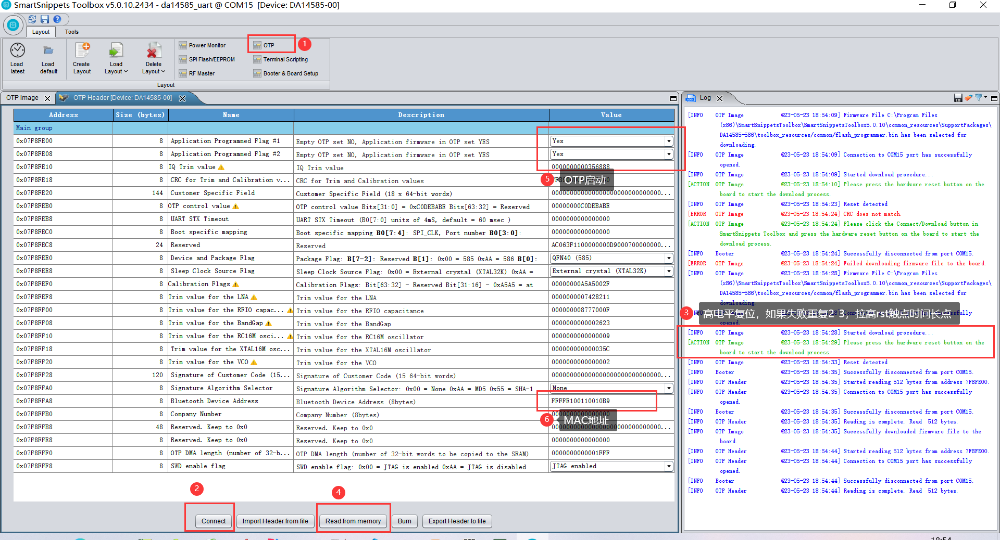 SmartSnippets Toolbox v5.0.10.2434 - da14585_uart @ COM15 [Device: DA14585-00]
Layout Tools
Load latest
Load default
Create Layout
Load Layout
Delete Layout
Power Monitor
SPI Flash/EEPROM
RF Master
OTP
Terminal Scripting
Booter & Board Setup
1
Layout
OTP Image
OTP Header [Device: DA14585-00]
Address Size (bytes) Name Description Value
Main group
0x07F8FE00 8 Application Programmed Flag #1 Empty OTP set NO, Application firmware in OTP set YES Yes
0x07F8FE08 8 Application Programmed Flag #2 Empty OTP set NO, Application firmware in OTP set YES Yes
0x07F8FE10 8 IQ Trim value IQ Trim value 0000000000356888
0x07F8FE18 8 CRC for Trim and Calibration v... CRC for Trim and Calibration values
5 OTP启动
0x07F8FE20 144 Customer Specific Field Customer Specific Field (18 x 64-bit words) 000000000000000000000000000000...
0x07F8FEB0 8 OTP control value OTP control value Bits[31:0] = 0xC0DEBABE Bits[63:32] = Reserved 00000000C0DEBABE
0x07F8FEB8 8 UART STX Timeout UART STX Timeout (B0[7:0] units of 4mS, default = 60 msec ) 0000000000000000
0x07F8FEC0 8 Boot specific mapping Boot specific mapping B0[7:4]: SPI_CLK, Port number B0[3:0]: 0000000000000000
0x07F8FEC8 24 Reserved Reserved AC063F1100000000D9000700000000...
0x07F8FEE0 8 Device and Package Flag Package Flag: B[7-2]: Reserved B[1]: 0x00 = 585 0xAA = 586 B[0]: QFN40 (585)
0x07F8FEE8 8 Sleep Clock Source Flag Sleep Clock Source Flag: 0x00 = External crystal (XTAL32K) 0xAA = External crystal (XTAL32K)
0x07F8FEF0 8 Calibration Flags Calibration Flags: Bit[63:32] - Reserved Bit[31:16] - 0xA5A5 = at 00000000A5A5002F
0x07F8FEF8 8 Trim value for the LNA Trim value for the LNA 0000000007428211
0x07F8FF00 8 Trim value for the RFIO capac... Trim value for the RFIO capacitance 000000008777000F
0x07F8FF08 8 Trim value for the BandGap Trim value for the BandGap 0000000000002623
0x07F8FF10 8 Trim value for the RC16M osci... Trim value for the RC16M oscillator 0000000000000009
0x07F8FF18 8 Trim value for the XTAL16M osc... Trim value for the XTAL16M oscillator 000000000000035C
0x07F8FF20 8 Trim value for the VCO Trim value for the VCO 0000000000000002
0x07F8FF28 120 Signature of Customer Code (15... Signature of Customer Code (15 64-bit words) 000000000000000000000000000000...
0x07F8FFA0 8 Signature Algorithm Selector Signature Algorithm Selector: 0x00 = None 0xAA = MD5 0x55 = SHA-1 None
0x07F8FFA8 8 Bluetooth Device Address Bluetooth Device Address (8bytes) FFFFE100110010B9
0x07F8FFB0 8 Company Number Company Number (8bytes) 0000000000000000
6 MAC地址
0x07F8FFB8 48 Reserved. Keep to 0x0 Reserved. Keep to 0x0
0x07F8FFE8 8 Reserved. Keep to 0x0 Reserved. Keep to 0x0 0000000000000000
0x07F8FFF0 8 OTP DMA length (number of 32-b... OTP DMA length (number of 32-bit words to be copied to the SRAM) 0000000000001FFF
0x07F8FFF8 8 SWD enable flag SWD enable flag: 0x00 = JTAG is enabled 0xAA = JTAG is disabled JTAG enabled
2 4
Connect Import Header from file Read from memory Burn Export Header to file
Log
[INFO OTP Image @23-05-23 18:54:09] Firmware File C:\Program Files
(x86)\SmartSnippetsToolbox\SmartSnippetsToolbox5.0.10\common_resources\SupportPackages\
DA14585-586\toolbox_resources/common/flash_programmer.bin has been selected for
downloading.
[INFO OTP Image @23-05-23 18:54:09] Connection to COM15 port has successfully
opened.
[INFO OTP Image @23-05-23 18:54:09] Started download procedure...
[ACTION OTP Image @23-05-23 18:54:10] Please press the hardware reset button on the
board to start the download process.
[INFO OTP Image @23-05-23 18:54:23] Reset detected
[ERROR OTP Image @23-05-23 18:54:24] CRC does not match.
[ACTION OTP Image @23-05-23 18:54:24] Please click the Connect/Download button in
SmartSnippets Toolbox and press the hardware reset button on the board to start the
download process.
[INFO Booter @23-05-23 18:54:24] Successfully disconnected from port COM15.
[ERROR OTP Image @23-05-23 18:54:24] Failed downloading firmware file to the board.
[INFO OTP Image @23-05-23 18:54:28] Firmware File C:\Program Files
(x86)\SmartSnippetsToolbox\SmartSnippetsToolbox5.0.10\common_resources\SupportPackages\
DA14585-586\toolbox_resources/common/flash_programmer.bin has been selected for
downloading.
3 高电平复位，如果失败重复2-3，拉高rst触点时间长点
opened.
[INFO OTP Image @23-05-23 18:54:28] Started download procedure...
[ACTION OTP Image @23-05-23 18:54:29] Please press the hardware reset button on the
board to start the download process.
[INFO OTP Image @23-05-23 18:54:33] Reset detected
[INFO Booter @23-05-23 18:54:35] Successfully disconnected from port COM15.
[INFO OTP Header @23-05-23 18:54:35] Started reading 512 bytes from address 7F8FE00.
[INFO OTP Header @23-05-23 18:54:35] Connection to COM15 port has successfully
opened.
[INFO Booter @23-05-23 18:54:35] Successfully disconnected from port COM15.
[INFO OTP Header @23-05-23 18:54:35] Reading is complete. Read 512 bytes.
[INFO OTP Image @23-05-23 18:54:35] Successfully downloaded firmware file to the
board.
[INFO OTP Header @23-05-23 18:54:44] Started reading 512 bytes from address 7F8FE00.
[INFO OTP Header @23-05-23 18:54:44] Connection to COM15 port has successfully
opened.
[INFO Booter @23-05-23 18:54:44] Successfully disconnected from port COM15.
[INFO OTP Header @23-05-23 18:54:44] Reading is complete. Read 512 bytes.